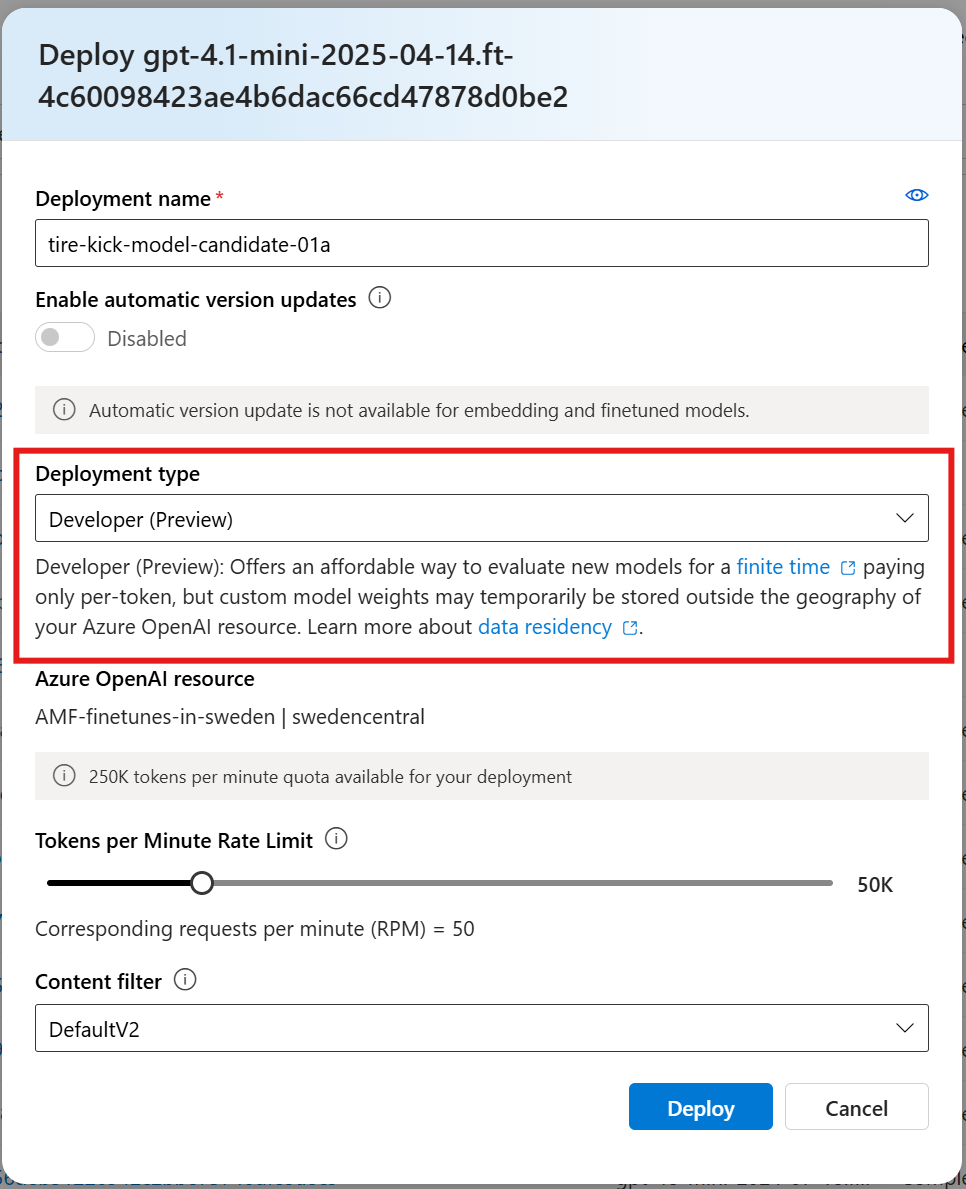 Deploy gpt-4.1-mini-2025-04-14.ft-
4c60098423ae4b6dac66cd47878d0be2
Deployment name *
tire-kick-model-candidate-01a
Enable automatic version updates
Disabled
Automatic version update is not available for embedding and finetuned models.
Deployment type
Developer (Preview)
Developer (Preview): Offers an affordable way to evaluate new models for a finite time paying
only per-token, but custom model weights may temporarily be stored outside the geography of
your Azure OpenAI resource. Learn more about data residency.
Azure OpenAI resource
AMF-finetunes-in-sweden | swedencentral
250K tokens per minute quota available for your deployment
Tokens per Minute Rate Limit
50K
Corresponding requests per minute (RPM) = 50
Content filter
DefaultV2
Deploy Cancel